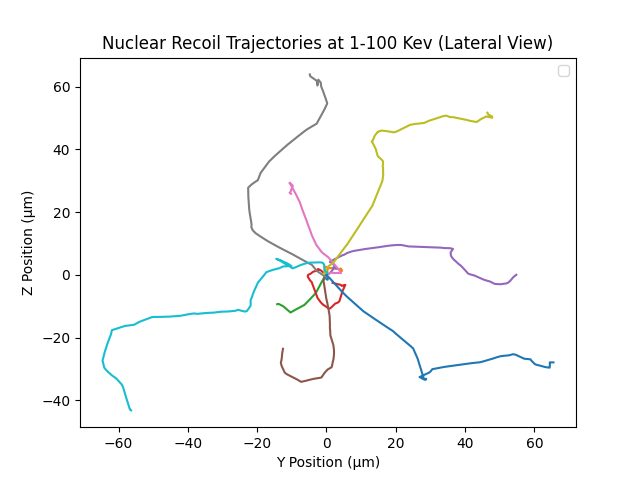 Nuclear Recoil Trajectories at 1-100 Kev (Lateral View)
60
40
20
0
−20
−40
Z Position (μm)
−60 −40 −20 0 20 40 60
Y Position (μm)